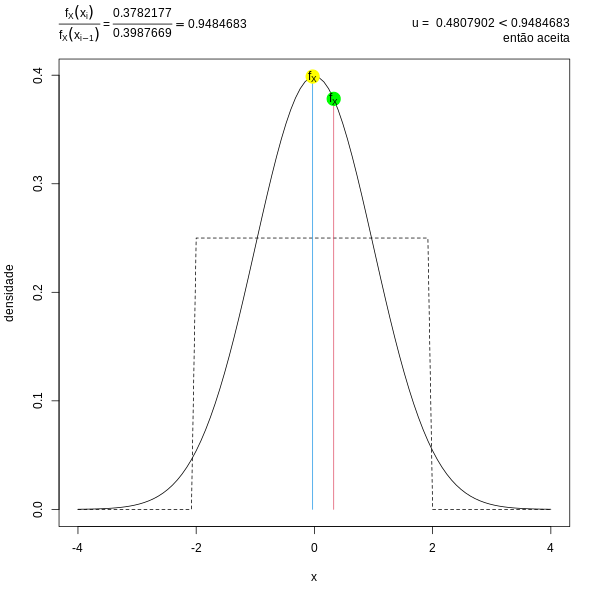 fX(xi)/fX(xi−1) = 0.3782177/0.3987669 = 0.9484683
u = 0.4807902 < 0.9484683
então aceita
fX
fX
densidade
0.4
0.3
0.2
0.1
0.0
-4 -2 0 2 4
x